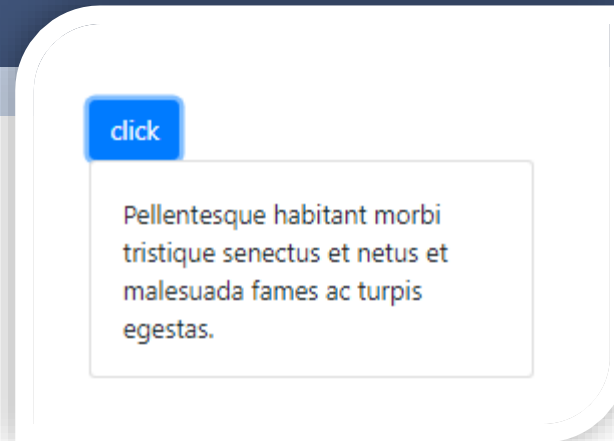 click
Pellentesque habitant morbi
tristique senectus et netus et
malesuada fames ac turpis
egestas.